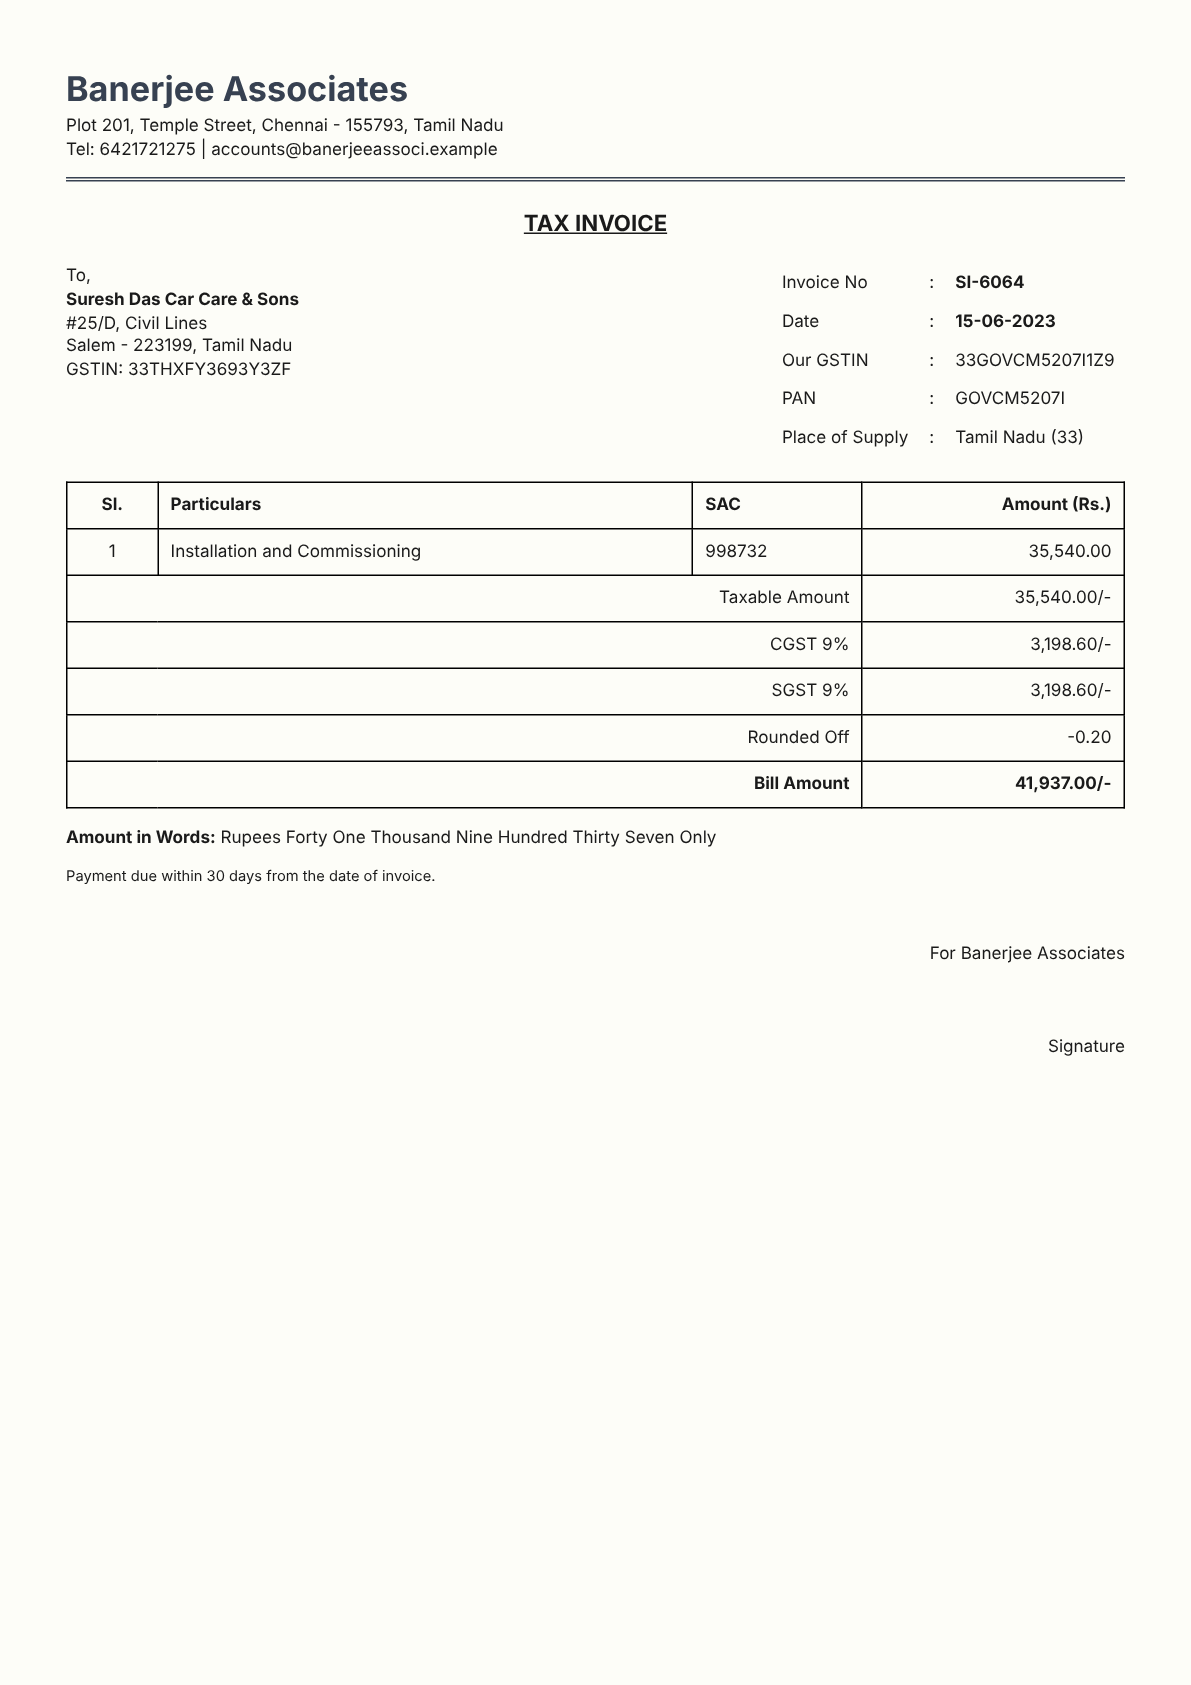 Banerjee Associates
Plot 201, Temple Street, Chennai - 155793, Tamil Nadu
Tel: 6421721275 | accounts@banerjeeassoci.example
TAX INVOICE
To,
Suresh Das Car Care & Sons
#25/D, Civil Lines
Salem - 223199, Tamil Nadu
GSTIN: 33THXFY3693Y3ZF
Invoice No : SI-6064
Date : 15-06-2023
Our GSTIN : 33GOVCM5207I1Z9
PAN : GOVCM5207I
Place of Supply : Tamil Nadu (33)
Sl. Particulars SAC Amount (Rs.)
1 Installation and Commissioning 998732 35,540.00
Taxable Amount 35,540.00/-
CGST 9% 3,198.60/-
SGST 9% 3,198.60/-
Rounded Off -0.20
Bill Amount 41,937.00/-
Amount in Words: Rupees Forty One Thousand Nine Hundred Thirty Seven Only
Payment due within 30 days from the date of invoice.
For Banerjee Associates
Signature